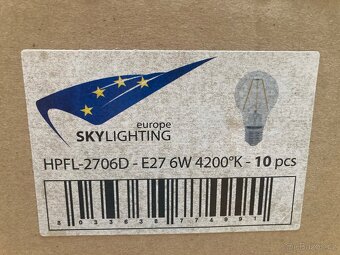 europe
SKYLIGHTING
HPFL-2706D - E27 6W 4200°K - 10 pcs